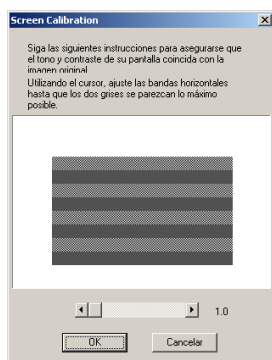 Screen Calibration
Siga las siguientes instrucciones para asegurarse que
el tono y contraste de su pantalla coincida con la
imagen original.
Utilizando el cursor, ajuste las bandas horizontales
hasta que los dos grises se parezcan lo máximo
posible.
1.0
OK
Cancelar